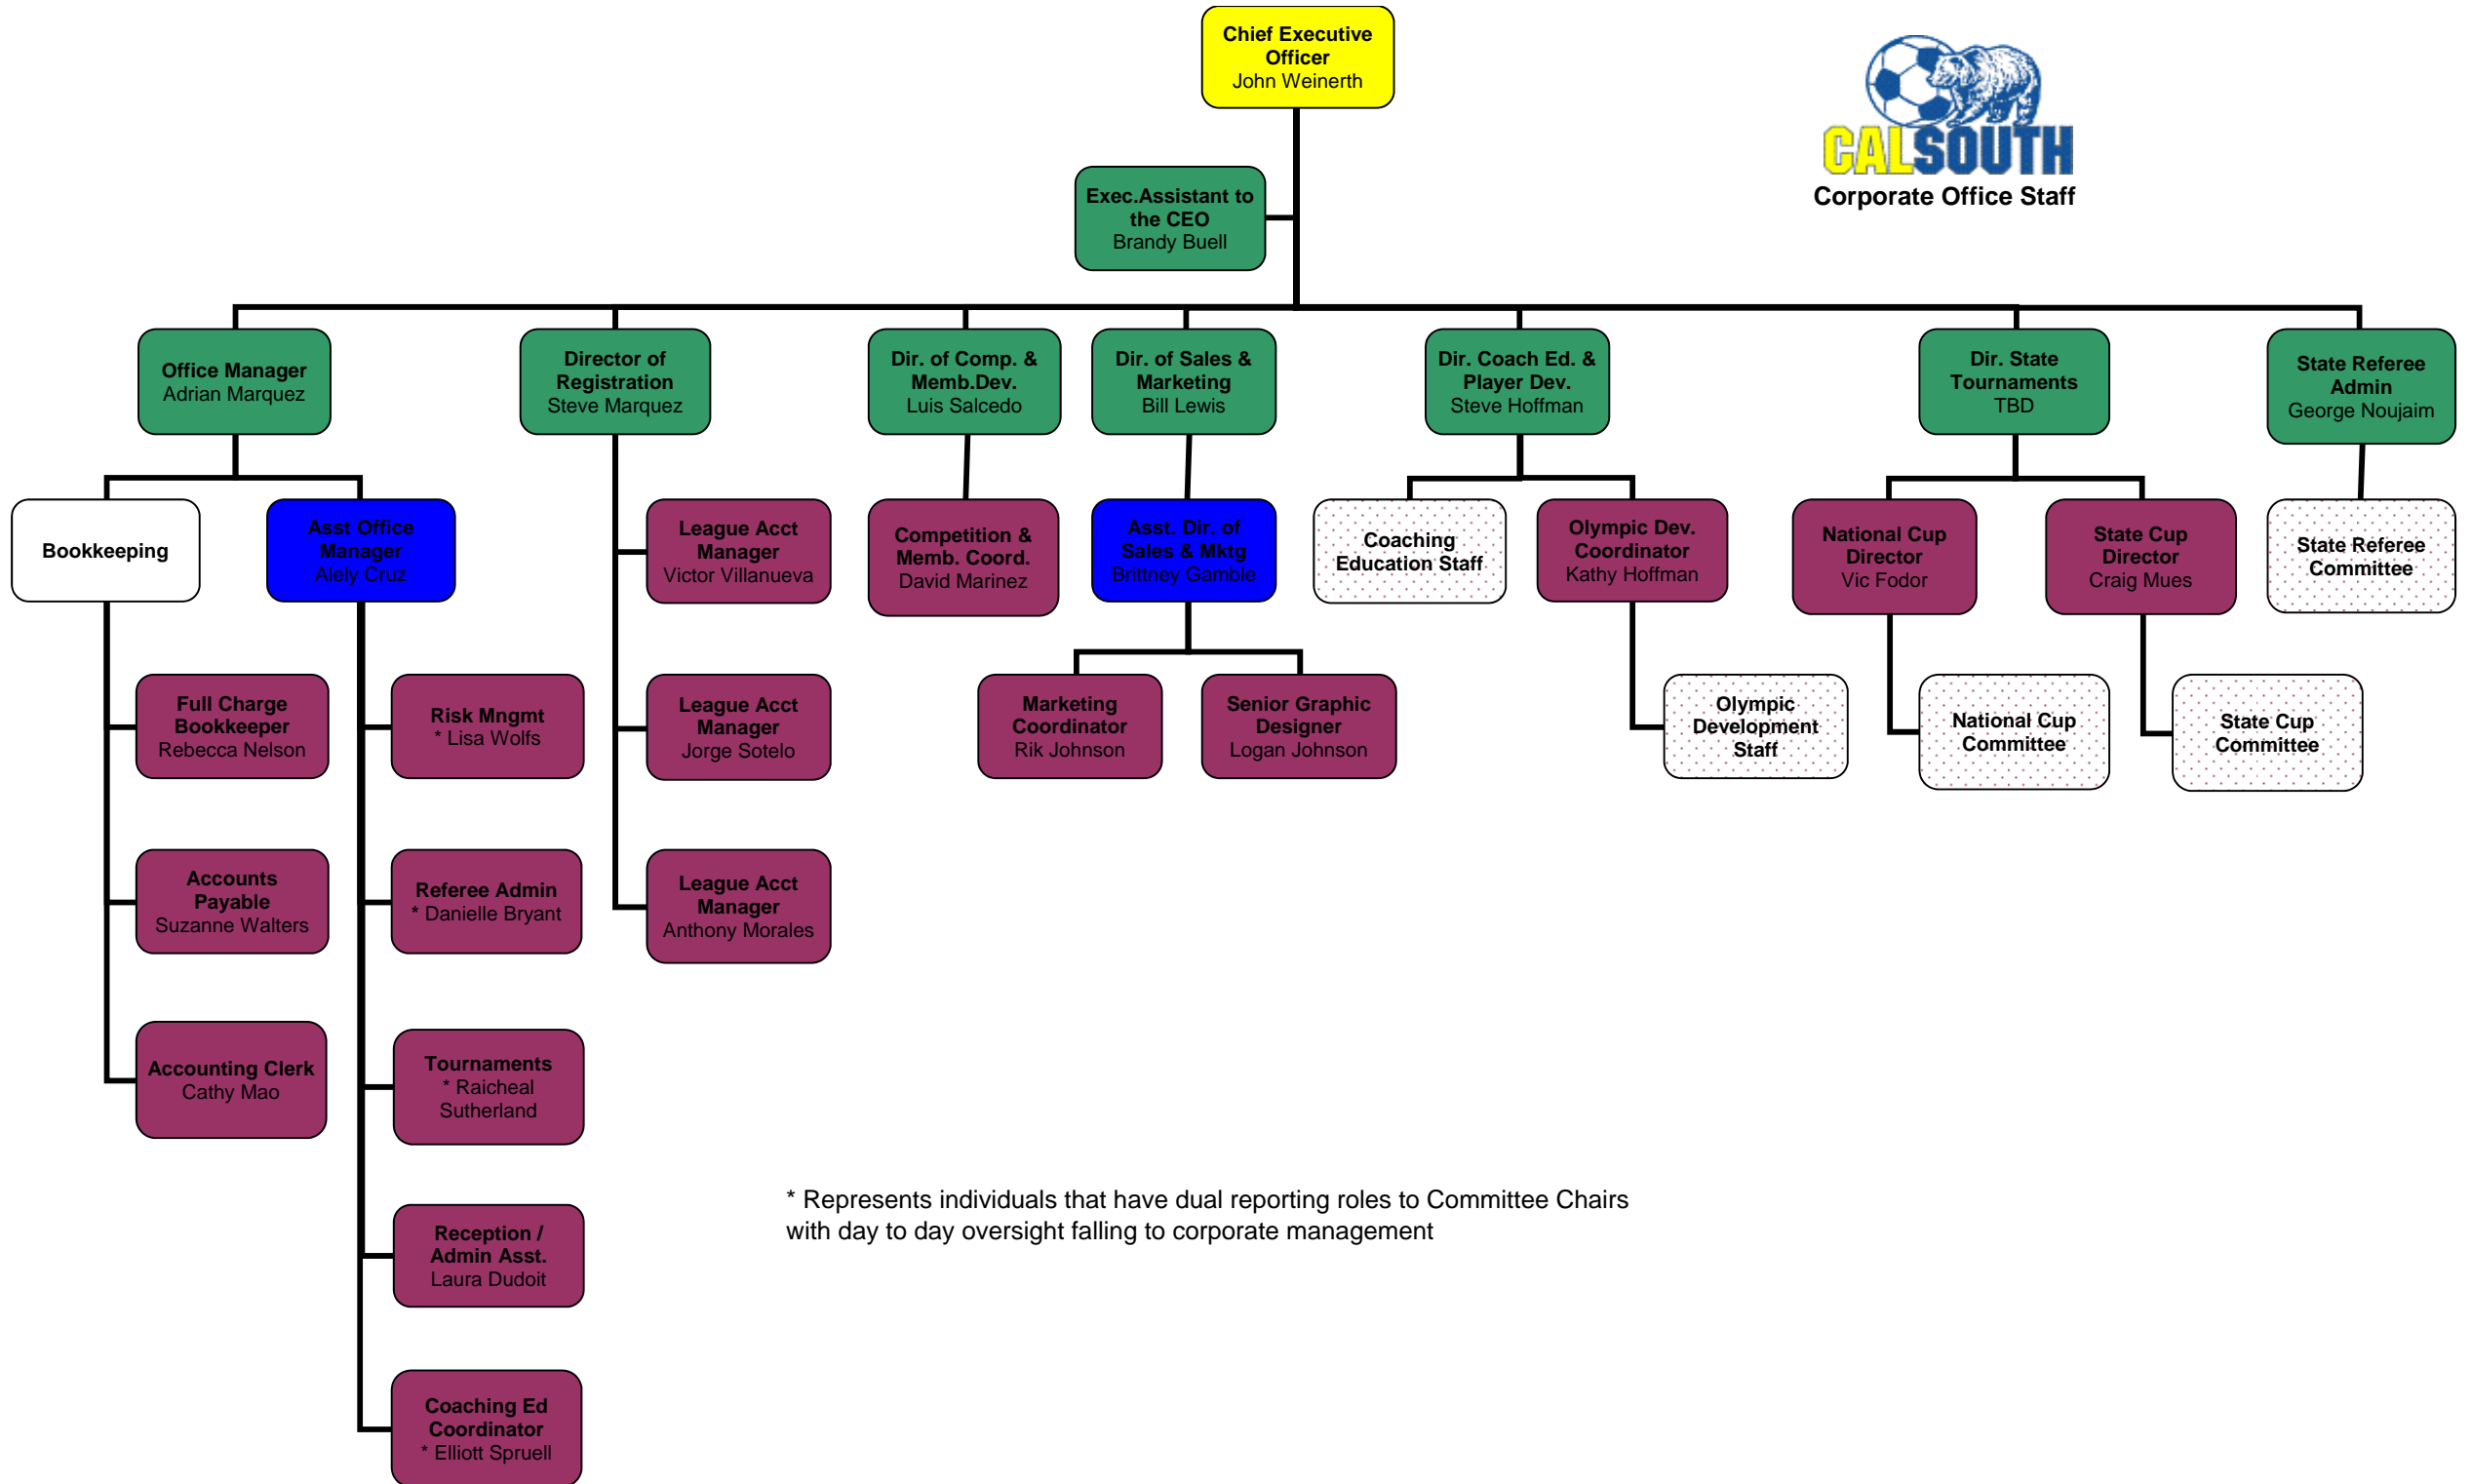 Chief Executive
Officer
John Weinerth
CALSOUTH
Corporate Office Staff
Exec.Assistant to
the CEO
Brandy Buell
Office Manager
Adrian Marquez
Director of
Registration
Steve Marquez
Dir. of Comp. &
Memb.Dev.
Luis Salcedo
Dir. of Sales &
Marketing
Bill Lewis
Dir. Coach Ed. &
Player Dev.
Steve Hoffman
Dir. State
Tournaments
TBD
State Referee
Admin
George Noujaim
Bookkeeping
Asst Office
Manager
Alely Cruz
League Acct
Manager
Victor Villanueva
Competition &
Memb. Coord.
David Marinez
Asst. Dir. of
Sales & Mktg
Brittney Gamble
Coaching
Education Staff
Olympic Dev.
Coordinator
Kathy Hoffman
National Cup
Director
Vic Fodor
State Cup
Director
Craig Mues
State Referee
Committee
Full Charge
Bookkeeper
Rebecca Nelson
Risk Mngmt
* Lisa Wolfs
League Acct
Manager
Jorge Sotelo
Marketing
Coordinator
Rik Johnson
Senior Graphic
Designer
Logan Johnson
Olympic
Development
Staff
National Cup
Committee
State Cup
Committee
Accounts
Payable
Suzanne Walters
Referee Admin
* Danielle Bryant
League Acct
Manager
Anthony Morales
Accounting Clerk
Cathy Mao
Tournaments
* Raicheal
Sutherland
Reception /
Admin Asst.
Laura Dudoit
* Represents individuals that have dual reporting roles to Committee Chairs
with day to day oversight falling to corporate management
Coaching Ed
Coordinator
* Elliott Spruell